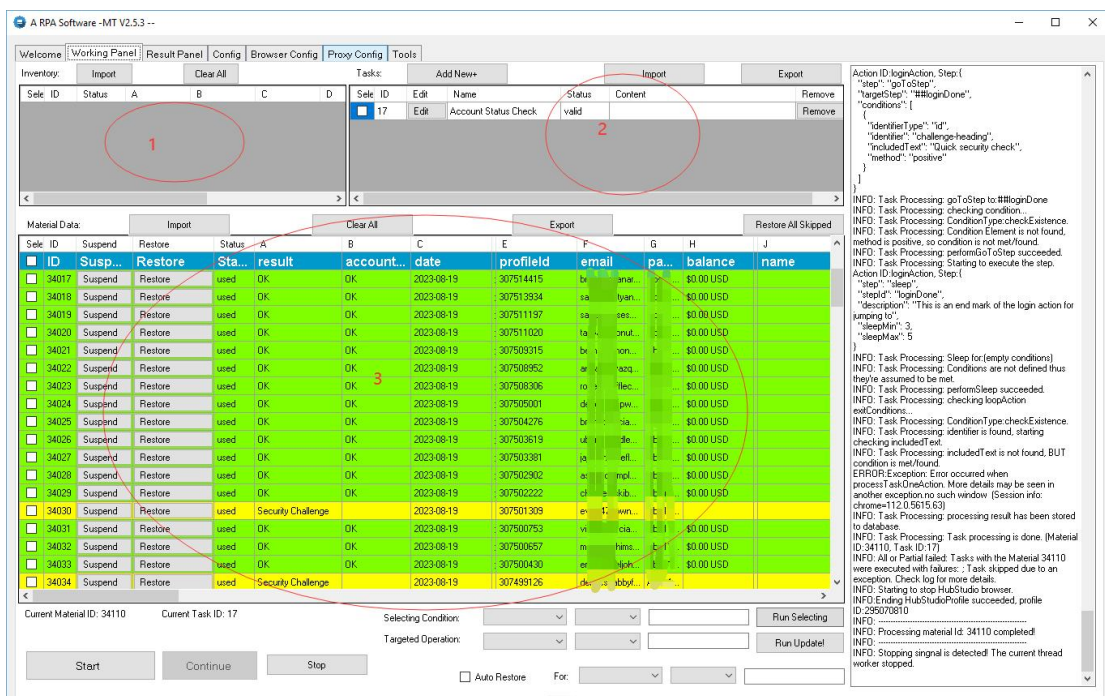 A RPA Software -MT V2.5.3 --
Welcome Working Panel Result Panel Config Browser Config Proxy Config Tools
Inventory: Import Clear All Tasks: Add New+ Import Export
Sele ID Status A B C D Sele ID Edit Name Status Content Remove
17 Edit Account Status Check valid Remove
1 2
Material Data: Import Clear All Export Restore All Skipped
Sele ID Suspend Restore Status A B C E F G H J
ID Susp... Restore Sta... result account... date profileId email pa... balance name
34017 Suspend Restore used OK OK 2023-08-19 307514415 $0.00 USD
34018 Suspend Restore used OK OK 2023-08-19 307513934 $0.00 USD
34019 Suspend Restore used OK OK 2023-08-19 307511197 $0.00 USD
34020 Suspend Restore used OK OK 2023-08-19 307511020 $0.00 USD
34021 Suspend Restore used OK OK 2023-08-19 307509315 $0.00 USD
34022 Suspend Restore used OK OK 2023-08-19 307508952 $0.00 USD
34023 Suspend Restore used OK OK 2023-08-19 307508306 $0.00 USD
3
34024 Suspend Restore used OK OK 2023-08-19 307505001 $0.00 USD
34025 Suspend Restore used OK OK 2023-08-19 307504276 $0.00 USD
34026 Suspend Restore used OK OK 2023-08-19 307503619 $0.00 USD
34027 Suspend Restore used OK OK 2023-08-19 307503381 $0.00 USD
34028 Suspend Restore used OK OK 2023-08-19 307502902 $0.00 USD
34029 Suspend Restore used OK OK 2023-08-19 307502222 $0.00 USD
34030 Suspend Restore used Security Challenge 2023-08-19 307501309
34031 Suspend Restore used OK OK 2023-08-19 307500753 $0.00 USD
34032 Suspend Restore used OK OK 2023-08-19 307500657 $0.00 USD
34033 Suspend Restore used OK OK 2023-08-19 307500430 $0.00 USD
34034 Suspend Restore used Security Challenge 2023-08-19 307499126
Current Material ID: 34110 Current Task ID: 17 Selecting Condition: Run Selecting
Targeted Operation: Run Update!
Start Continue Stop
Auto Restore For:
Action ID:loginAction, Step:{
"step": "goToStep",
"targetStep": "##loginDone",
"conditions": [
{
"identifierType": "id",
"identifier": "challenge-heading",
"includedText": "Quick security check",
"method": "positive"
}
]
}
INFO: Task Processing: goToStep to:##loginDone
INFO: Task Processing: checking condition...
INFO: Task Processing: ConditionType:checkExistence.
INFO: Task Processing: Condition Element is not found,
method is positive, so condition is not met/found.
INFO: Task Processing: performGoToStep succeeded.
INFO: Task Processing: Starting to execute the step.
Action ID:loginAction, Step:{
"step": "sleep",
"stepId": "loginDone",
"description": "This is an end mark of the login action for
jumping to",
"sleepMin": 3,
"sleepMax": 5
}
INFO: Task Processing: Sleep for:(empty conditions)
INFO: Task Processing: Conditions are not defined thus
they're assumed to be met.
INFO: Task Processing: performSleep succeeded.
INFO: Task Processing: checking loopAction
exitConditions...
INFO: Task Processing: ConditionType:checkExistence.
INFO: Task Processing: identifier is found, starting
checking includedText.
INFO: Task Processing: includedText is not found, BUT
condition is met/found.
ERROR:Exception: Error occurred when
processTaskOneAction. More details may be seen in
another exception.no such window (Session info:
chrome=112.0.5615.63)
INFO: Task Processing: processing result has been stored
to database.
INFO: Task Processing: Task processing is done. (Material
ID:34110, Task ID:17)
INFO: All or Partial failed: Tasks with the Material 34110
were executed with failures: ; Task skipped due to an
exception. Check log for more details.
INFO: Starting to stop HubStudio browser.
INFO:Ending HubStudioProfile succeeded, profile
ID:295070810
INFO: ----------------------------------------------------
INFO: Processing material Id: 34110 completed!
INFO: ----------------------------------------------------
INFO: Stopping singnal is detected! The current thread
worker stopped.